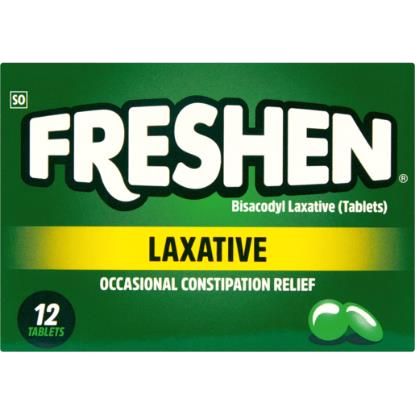 SO
FRESHEN®
Bisacodyl Laxative (Tablets)
LAXATIVE
OCCASIONAL CONSTIPATION RELIEF
12
TABLETS